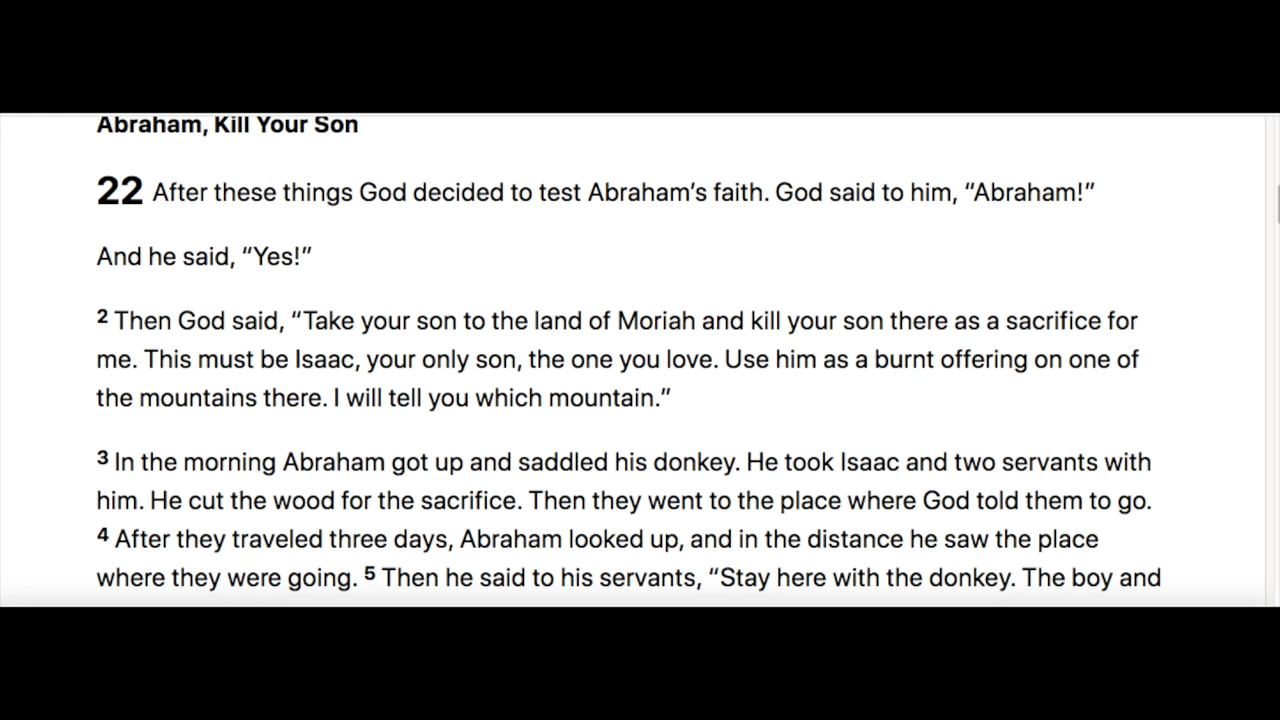 Abraham, Kill Your Son
22 After these things God decided to test Abraham’s faith. God said to him, “Abraham!”
And he said, “Yes!”
2 Then God said, “Take your son to the land of Moriah and kill your son there as a sacrifice for
me. This must be Isaac, your only son, the one you love. Use him as a burnt offering on one of
the mountains there. I will tell you which mountain.”
3 In the morning Abraham got up and saddled his donkey. He took Isaac and two servants with
him. He cut the wood for the sacrifice. Then they went to the place where God told them to go.
4 After they traveled three days, Abraham looked up, and in the distance he saw the place
where they were going. 5 Then he said to his servants, “Stay here with the donkey. The boy and